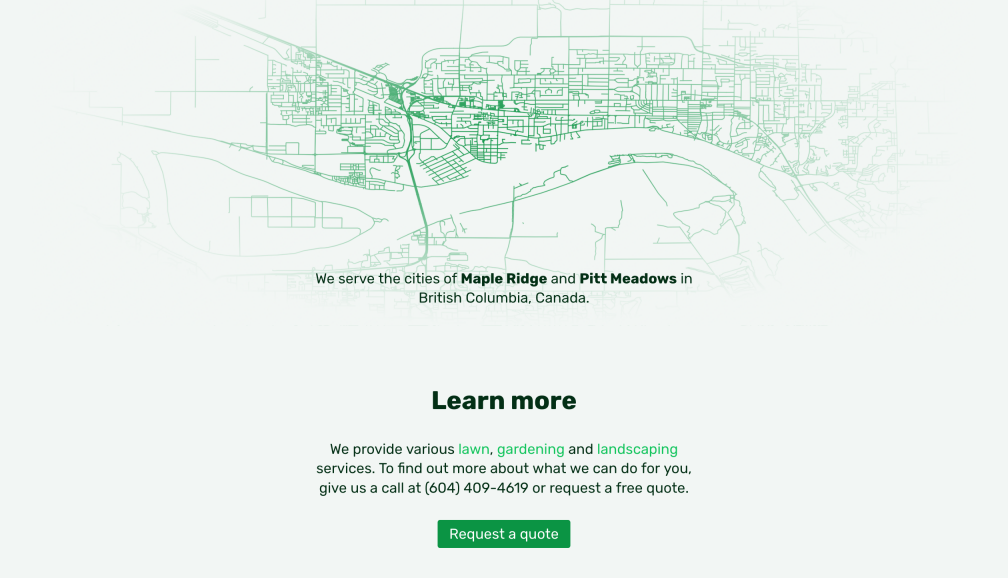 We serve the cities of Maple Ridge and Pitt Meadows in
British Columbia, Canada.
Learn more
We provide various lawn, gardening and landscaping
services. To find out more about what we can do for you,
give us a call at (604) 409-4619 or request a free quote.
Request a quote